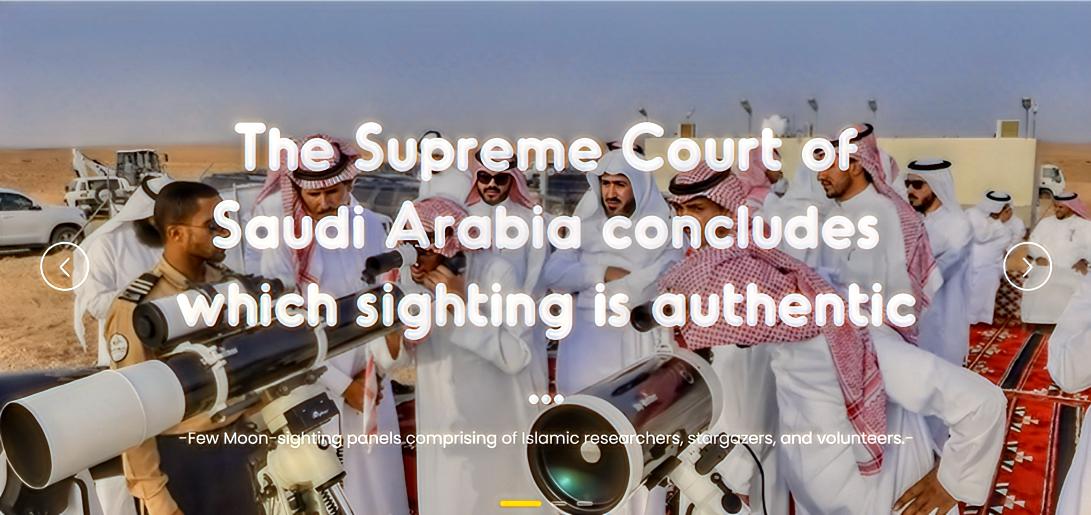 The Supreme Court of
Saudi Arabia concludes
which sighting is authentic
-Few Moon-sighting panels comprising of Islamic researchers, stargazers, and volunteers.-